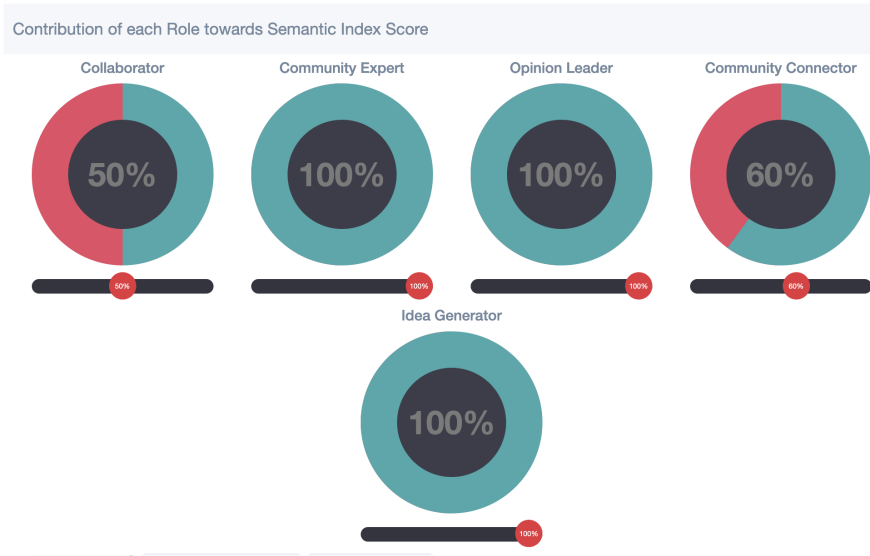 Contribution of each Role towards Semantic Index Score
Collaborator
Community Expert
Opinion Leader
Community Connector
50%
100%
100%
60%
50%
100%
100%
60%
Idea Generator
100%
100%